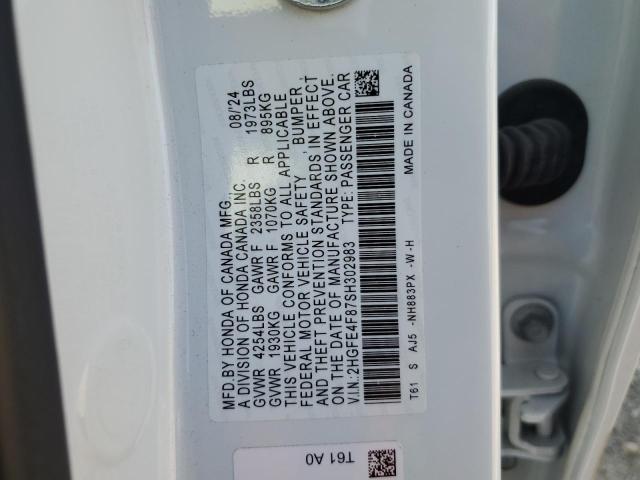 MFD.BY HONDA OF CANADA MFG. 08/'24
A DIVISION OF HONDA CANADA INC.
GVWR 4254LBS GAWR F 2358LBS R 1973LBS
GVWR 1930KG GAWR F 1070KG R 895KG
THIS VEHICLE CONFORMS TO ALL APPLICABLE
FEDERAL MOTOR VEHICLE SAFETY , BUMPER ,
AND THEFT PREVENTION STANDARDS IN EFFECT
ON THE DATE OF MANUFACTURE SHOWN ABOVE.
V.I.N.:2HGFE4F87SH302983 TYPE: PASSENGER CAR
T61 S AJ5 -NH883PX -W-H MADE IN CANADA
T61 A0